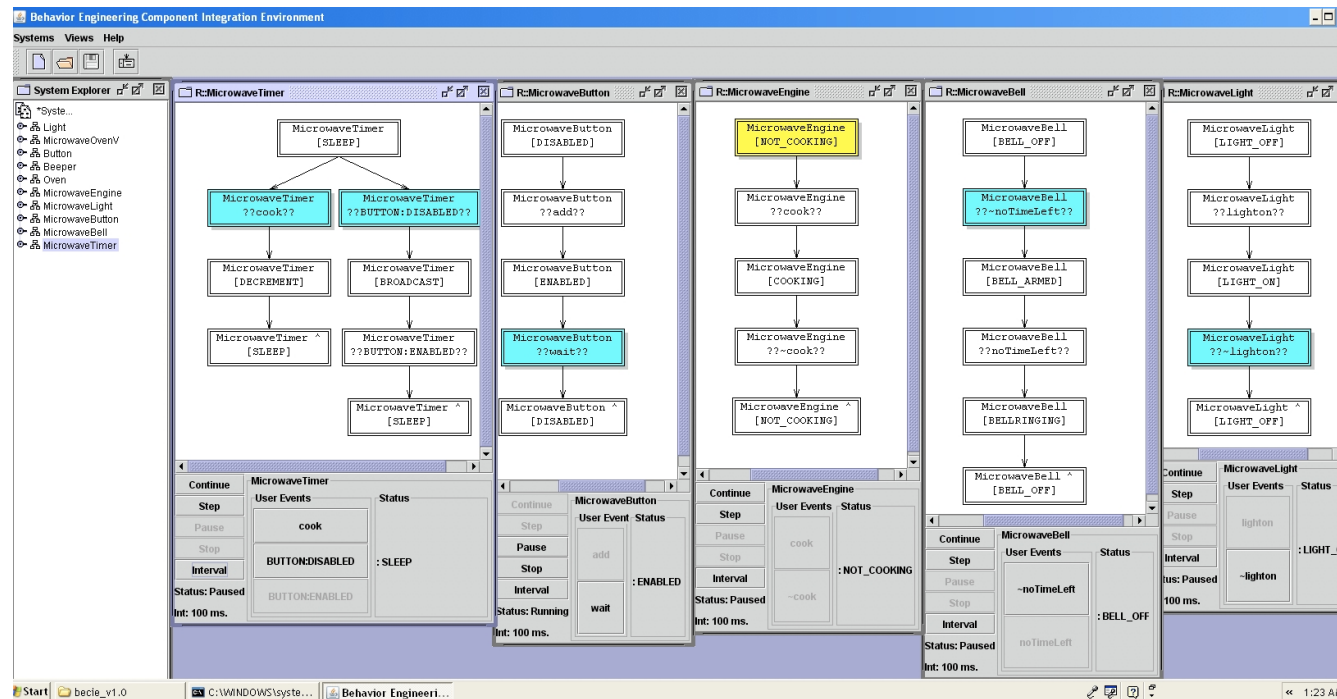 Behavior Engineering Component Integration Environment
Systems Views Help
System Explorer
*Syste...
Light
MicrowaveOvenV
Button
Beeper
Oven
MicrowaveEngine
MicrowaveLight
MicrowaveButton
MicrowaveBell
MicrowaveTimer
R::MicrowaveTimer
MicrowaveTimer
[SLEEP]
MicrowaveTimer
??cook??
MicrowaveTimer
??BUTTON:DISABLED??
MicrowaveTimer
[DECREMENT]
MicrowaveTimer
[BROADCAST]
MicrowaveTimer ^
[SLEEP]
MicrowaveTimer
??BUTTON:ENABLED??
MicrowaveTimer ^
[SLEEP]
Continue
Step
Pause
Stop
Interval
Status: Paused
Int: 100 ms.
MicrowaveTimer
User Events
cook
BUTTON:DISABLED
BUTTON:ENABLED
Status
: SLEEP
R::MicrowaveButton
MicrowaveButton
[DISABLED]
MicrowaveButton
??add??
MicrowaveButton
[ENABLED]
MicrowaveButton
??wait??
MicrowaveButton ^
[DISABLED]
Continue
Step
Pause
Stop
Interval
Status: Running
Int: 100 ms.
MicrowaveButton
User Event
add
wait
Status
: ENABLED
R::MicrowaveEngine
MicrowaveEngine
[NOT_COOKING]
MicrowaveEngine
??cook??
MicrowaveEngine
[COOKING]
MicrowaveEngine
??~cook??
MicrowaveEngine ^
[NOT_COOKING]
Continue
Step
Pause
Stop
Interval
Status: Paused
Int: 100 ms.
MicrowaveEngine
User Events
cook
~cook
Status
: NOT_COOKING
R::MicrowaveBell
MicrowaveBell
[BELL_OFF]
MicrowaveBell
??~noTimeLeft??
MicrowaveBell
[BELL_ARMED]
MicrowaveBell
??noTimeLeft??
MicrowaveBell
[BELLRINGING]
MicrowaveBell ^
[BELL_OFF]
Continue
Step
Pause
Stop
Interval
Status: Paused
Int: 100 ms.
MicrowaveBell
User Events
~noTimeLeft
noTimeLeft
Status
: BELL_OFF
R::MicrowaveLight
MicrowaveLight
[LIGHT_OFF]
MicrowaveLight
??lighton??
MicrowaveLight
[LIGHT_ON]
MicrowaveLight
??~lighton??
MicrowaveLight ^
[LIGHT_OFF]
Continue
Step
Pause
Stop
Interval
tus: Paused
100 ms.
MicrowaveLight
User Events
lighton
~lighton
Status
: LIGHT_
Start
becie_v1.0
C:\WINDOWS\syste...
Behavior Engineeri...
1:23 A